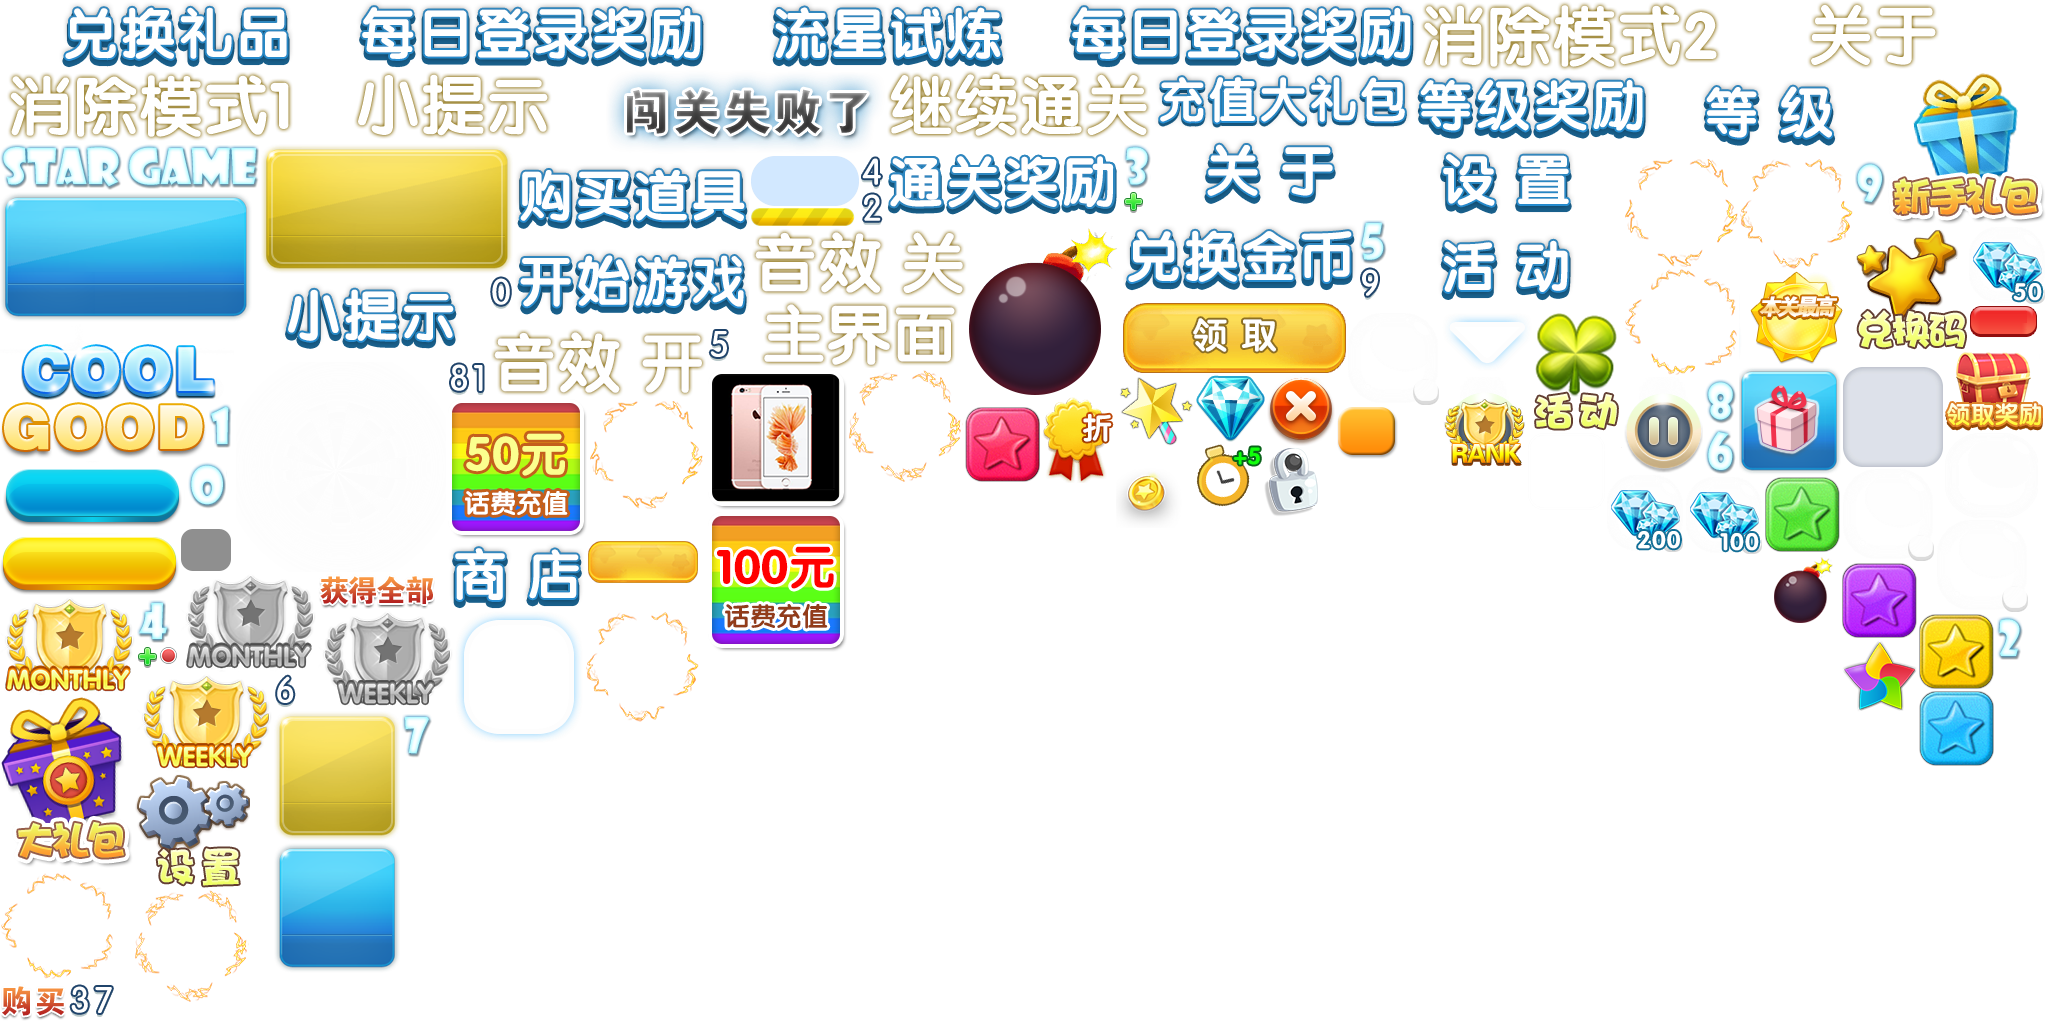 兑换礼品
每日登录奖励
流星试炼
每日登录奖励
消除模式2
关于
消除模式1
小提示
闯关失败了
继续通关
充值大礼包
等级奖励
等 级
STAR GAME
购买道具
4
2
通关奖励
3
关 于
设 置
9
新手礼包
小提示
0
开始游戏
音效 关
兑换金币
5
9
活 动
50
本关最高
兑换码
主界面
领 取
COOL
81
音效 开
5
GOOD
1
50元
话费充值
折
RANK
活动
8
6
领取奖励
0
+5
200
100
商 店
100元
话费充值
MONTHLY
4
MONTHLY
获得全部
WEEKLY
2
WEEKLY
6
7
大礼包
设置
购买
37